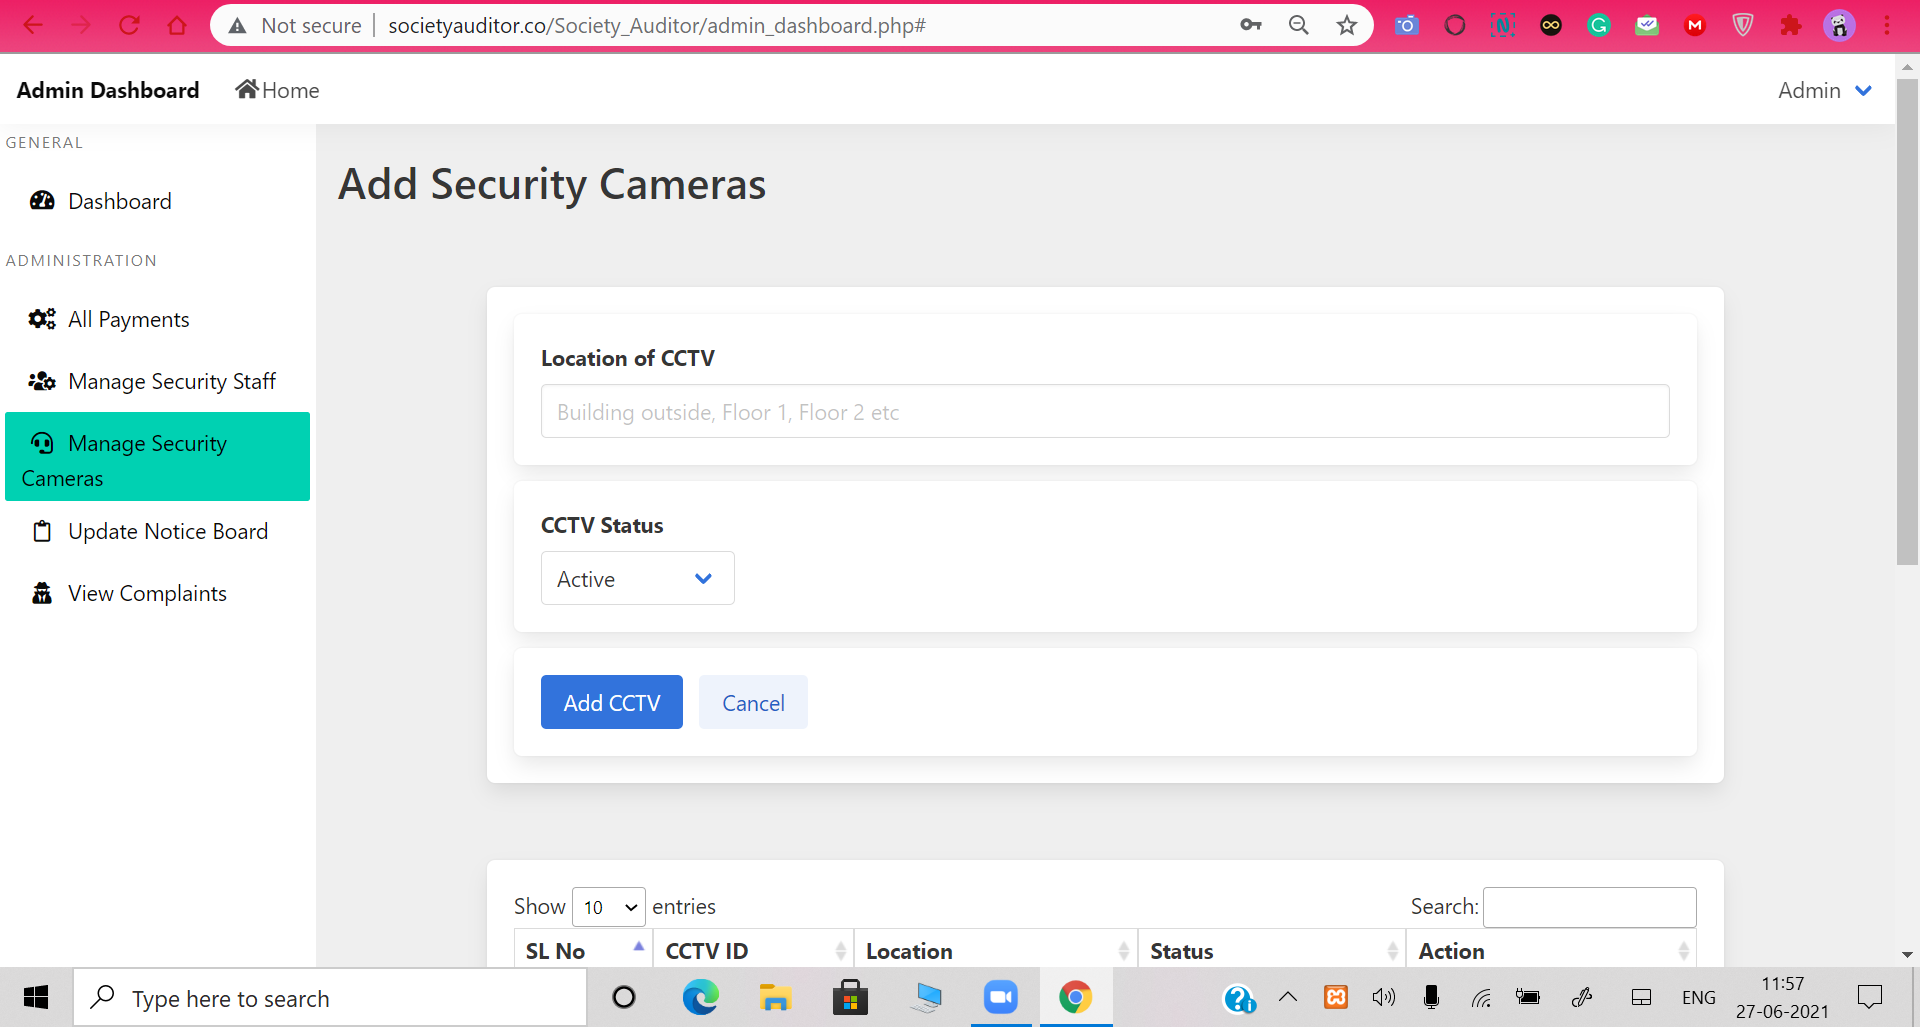 Not secure societyauditor.co/Society_Auditor/admin_dashboard.php#
Admin Dashboard Home Admin
GENERAL
Dashboard
ADMINISTRATION
All Payments
Manage Security Staff
Manage Security
Cameras
Update Notice Board
View Complaints
Add Security Cameras
Location of CCTV
Building outside, Floor 1, Floor 2 etc
CCTV Status
Active
Add CCTV Cancel
Show 10 entries Search:
SL No CCTV ID Location Status Action
Type here to search
ENG
11:57
27-06-2021